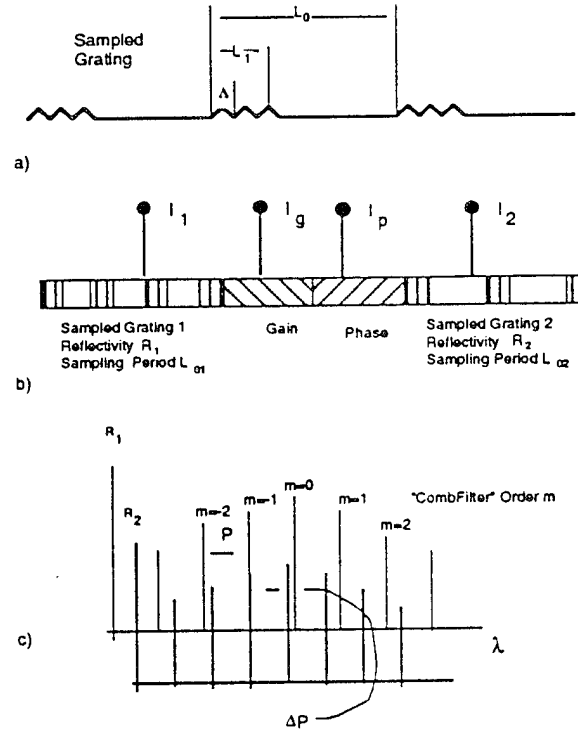 L0
Sampled
Grating
L1
Λ
a)
I1
Ig
Ip
I2
Sampled Grating 1
Reflectivity R1
Sampling Period L01
Gain
Phase
Sampled Grating 2
Reflectivity R2
Sampling Period L02
b)
R1
m=0
m=-1
m=1
"CombFilter" Order m
R2
m=-2
m=2
P
c)
λ
ΔP